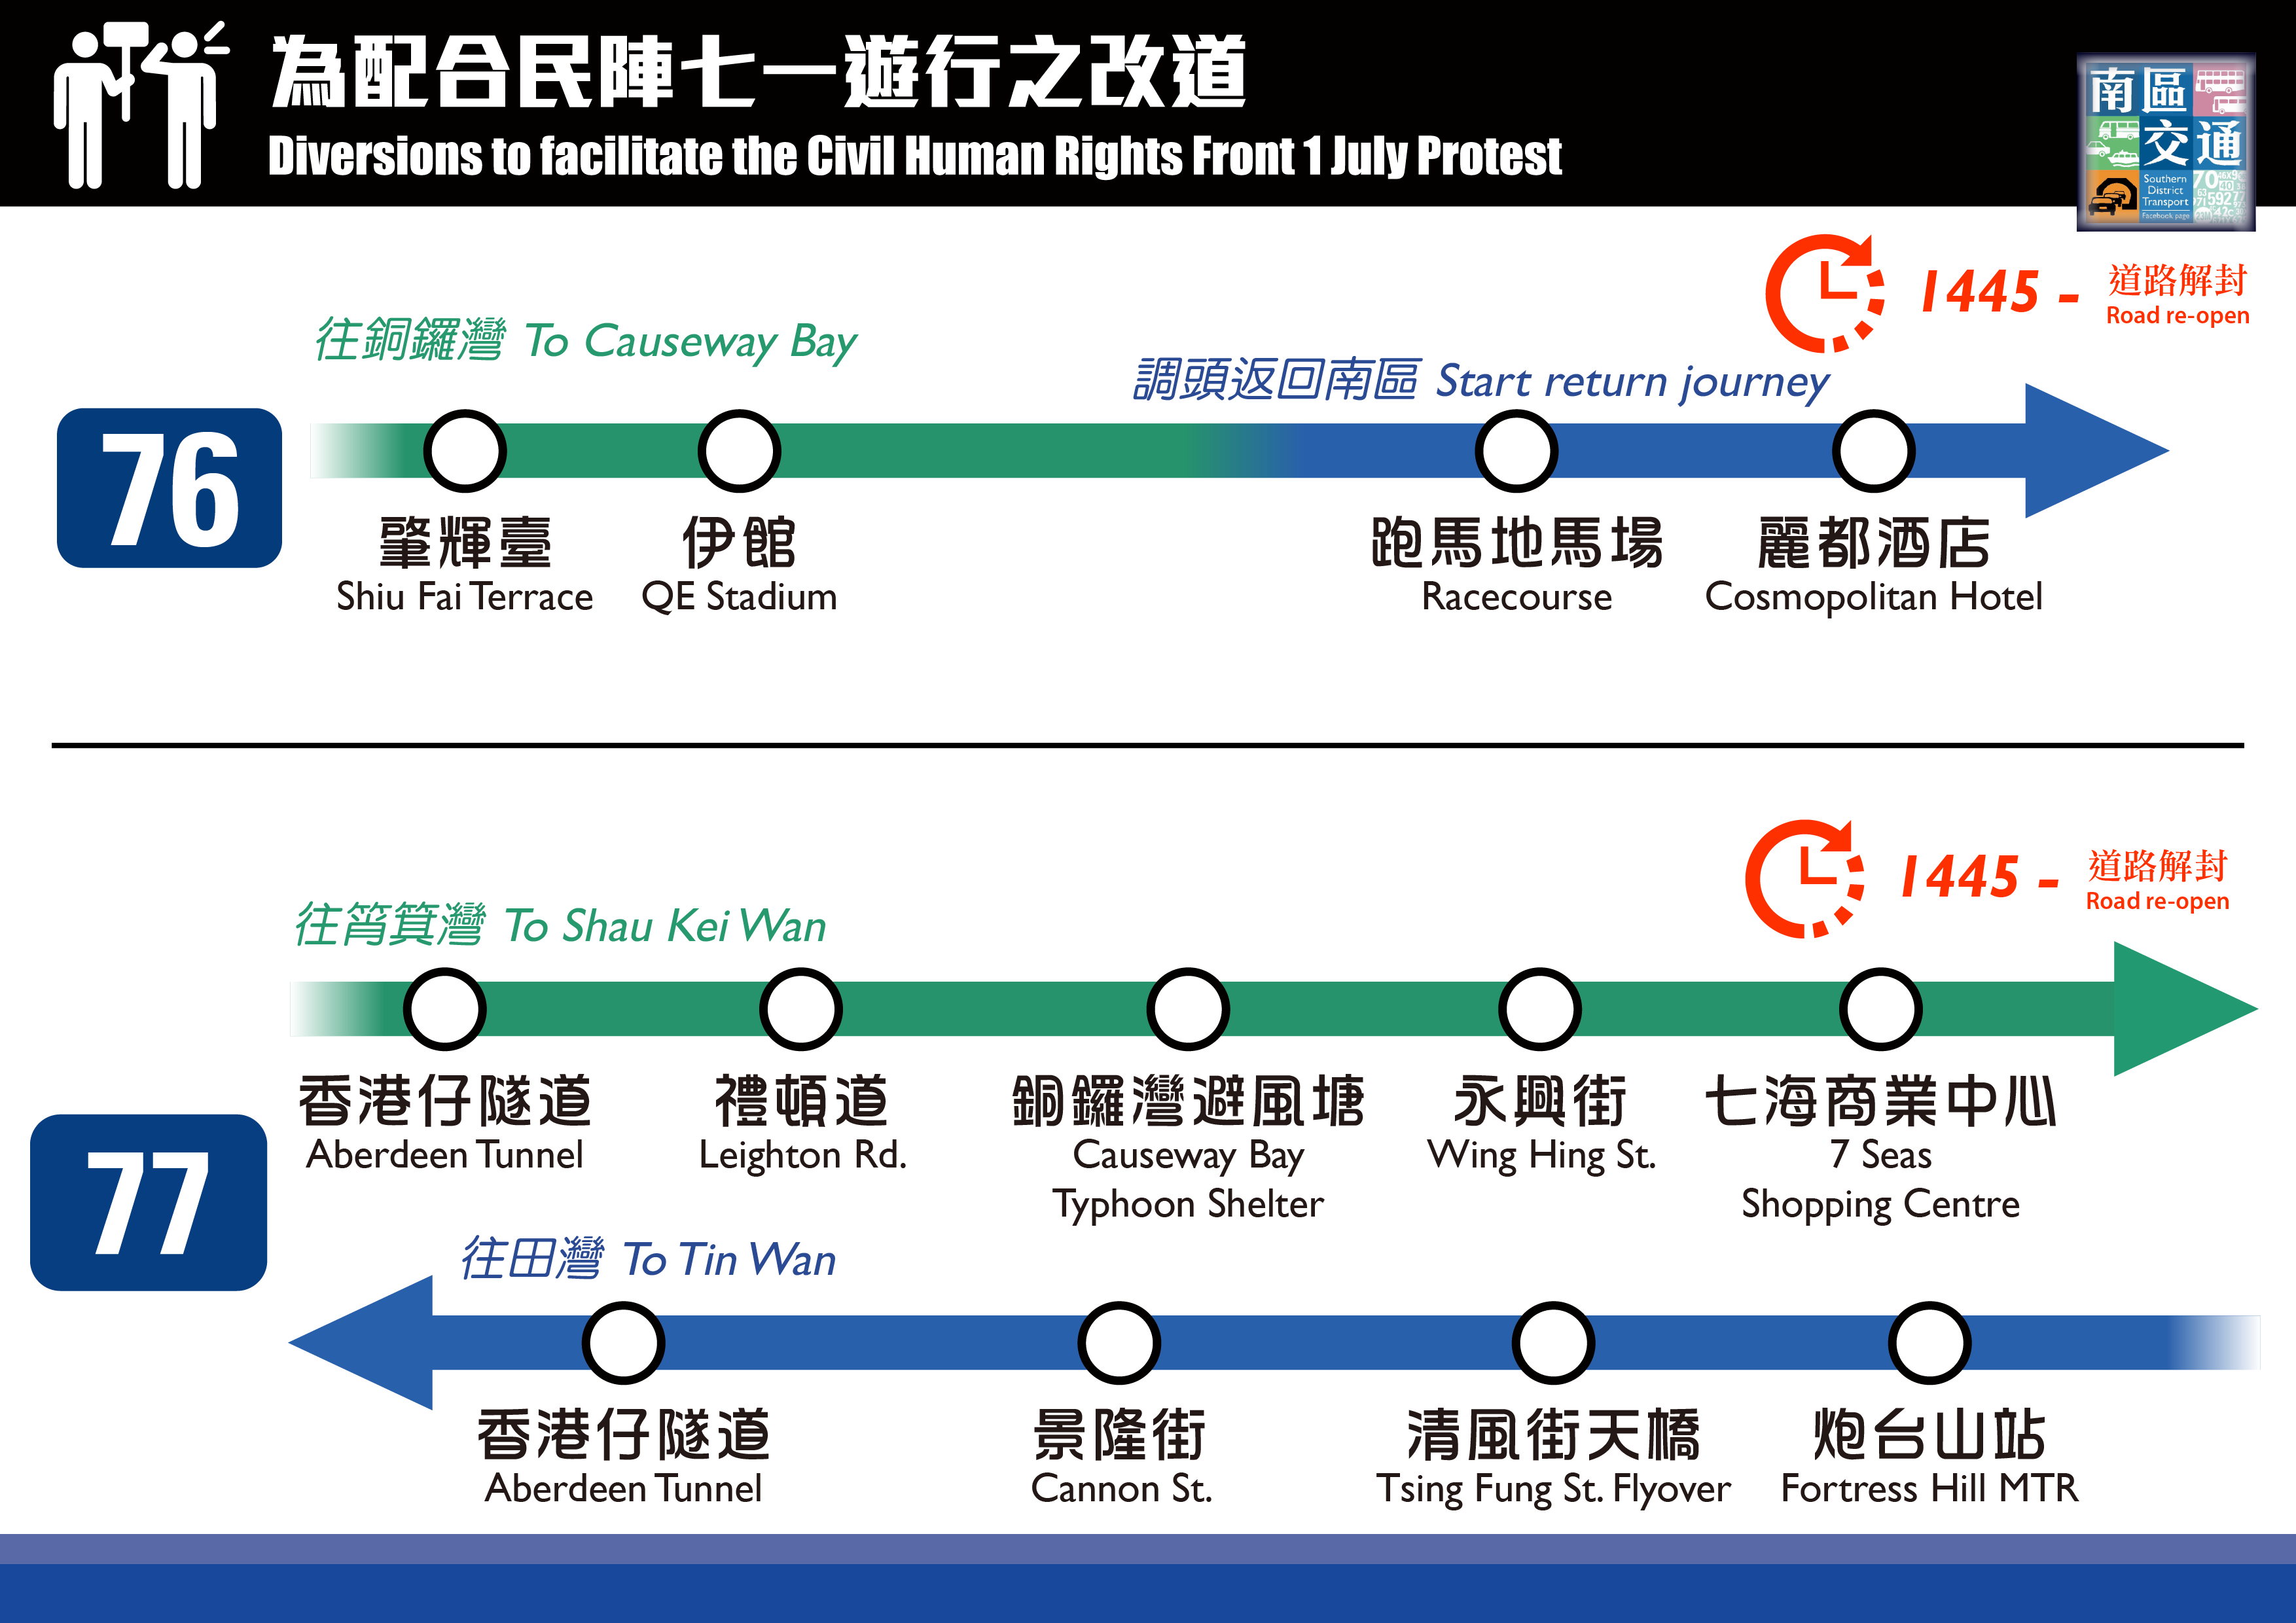 為配合民陣七一遊行之改道
Diversions to facilitate the Civil Human Rights Front 1 July Protest
南區
交通
Southern
District
Transport
Facebook page
1445 - 道路解封
Road re-open
往銅鑼灣 To Causeway Bay
調頭返回南區 Start return journey
76
肇輝臺 伊館 跑馬地馬場 麗都酒店
Shiu Fai Terrace QE Stadium Racecourse Cosmopolitan Hotel
1445 - 道路解封
Road re-open
往筲箕灣 To Shau Kei Wan
77
香港仔隧道 禮頓道 銅鑼灣避風塘 永興街 七海商業中心
Aberdeen Tunnel Leighton Rd. Causeway Bay Wing Hing St. 7 Seas
Typhoon Shelter Shopping Centre
往田灣 To Tin Wan
香港仔隧道 景隆街 清風街天橋 炮台山站
Aberdeen Tunnel Cannon St. Tsing Fung St. Flyover Fortress Hill MTR